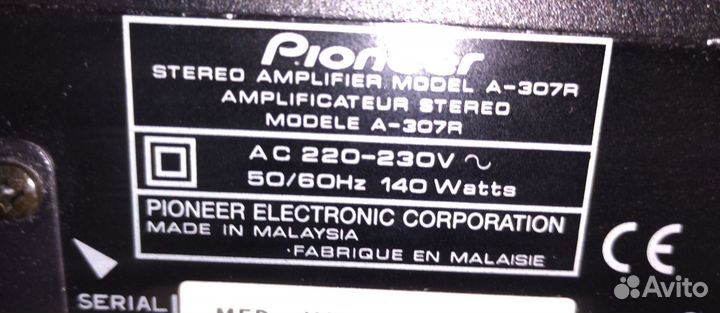 Pioneer
STEREO AMPLIFIER MODEL A-307R
AMPLIFICATEUR STEREO
MODELE A-307R
AC 220-230V ~
50/60Hz 140 Watts
PIONEER ELECTRONIC CORPORATION
MADE IN MALAYSIA
·FABRIQUE EN MALAISIE
CE
SERIAL
Avito